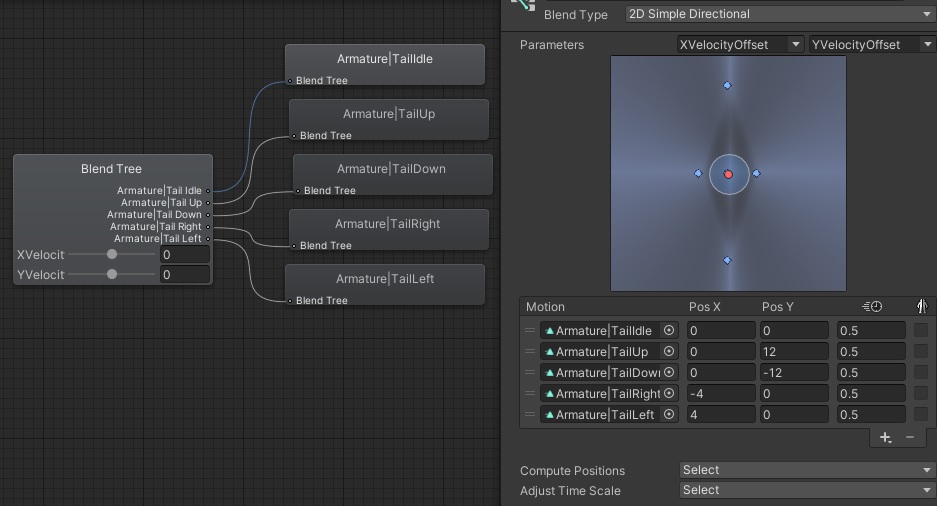 Armature|TailIdle
Blend Tree
Armature|TailUp
Blend Tree
Armature|TailDown
Blend Tree
Armature|TailRight
Blend Tree
Armature|TailLeft
Blend Tree
Blend Tree
Armature|Tail Idle
Armature|Tail Up
Armature|Tail Down
Armature|Tail Right
Armature|Tail Left
XVelocit 0
YVelocit 0
Blend Type 2D Simple Directional
Parameters XVelocityOffset YVelocityOffset
Motion Pos X Pos Y
Armature|TailIdle 0 0 0.5
Armature|TailUp 0 12 0.5
Armature|TailDown 0 -12 0.5
Armature|TailRight -4 0 0.5
Armature|TailLeft 4 0 0.5
Compute Positions Select
Adjust Time Scale Select